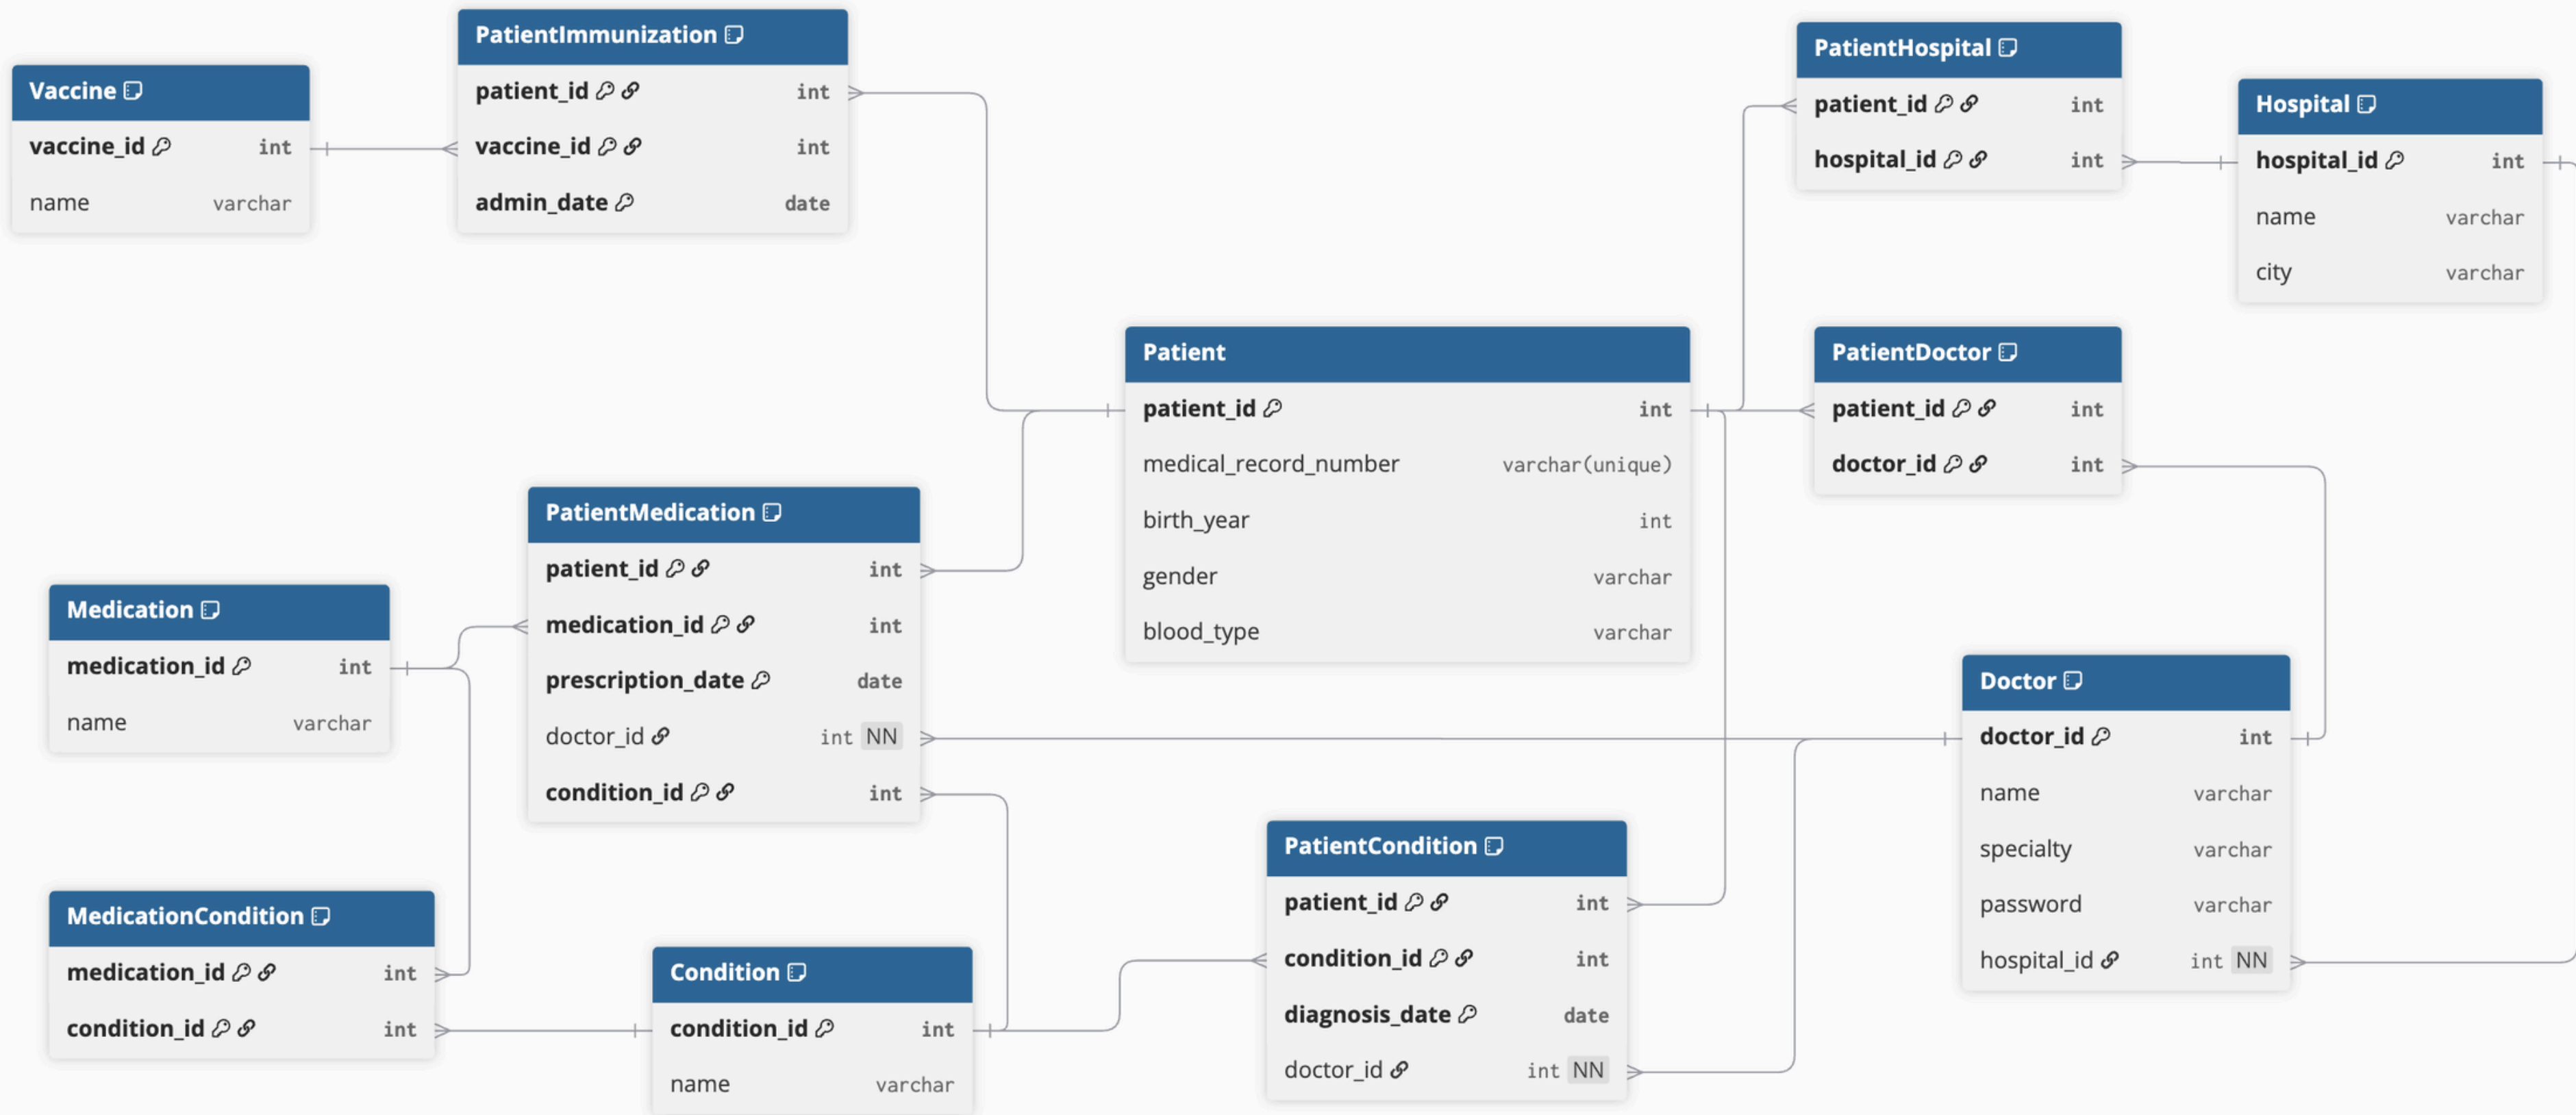 Vaccine
vaccine_id int
name varchar
PatientImmunization
patient_id int
vaccine_id int
admin_date date
PatientHospital
patient_id int
hospital_id int
Hospital
hospital_id int
name varchar
city varchar
Patient
patient_id int
medical_record_number varchar(unique)
birth_year int
gender varchar
blood_type varchar
PatientDoctor
patient_id int
doctor_id int
PatientMedication
patient_id int
medication_id int
prescription_date date
doctor_id int NN
condition_id int
Medication
medication_id int
name varchar
Doctor
doctor_id int
name varchar
specialty varchar
password varchar
hospital_id int NN
MedicationCondition
medication_id int
condition_id int
Condition
condition_id int
name varchar
PatientCondition
patient_id int
condition_id int
diagnosis_date date
doctor_id int NN